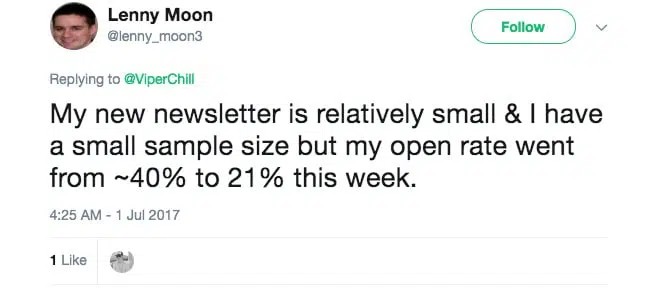 Lenny Moon
@lenny_moon3
Follow
Replying to @ViperChill
My new newsletter is relatively small & I have
a small sample size but my open rate went
from ~40% to 21% this week.
4:25 AM - 1 Jul 2017
1 Like